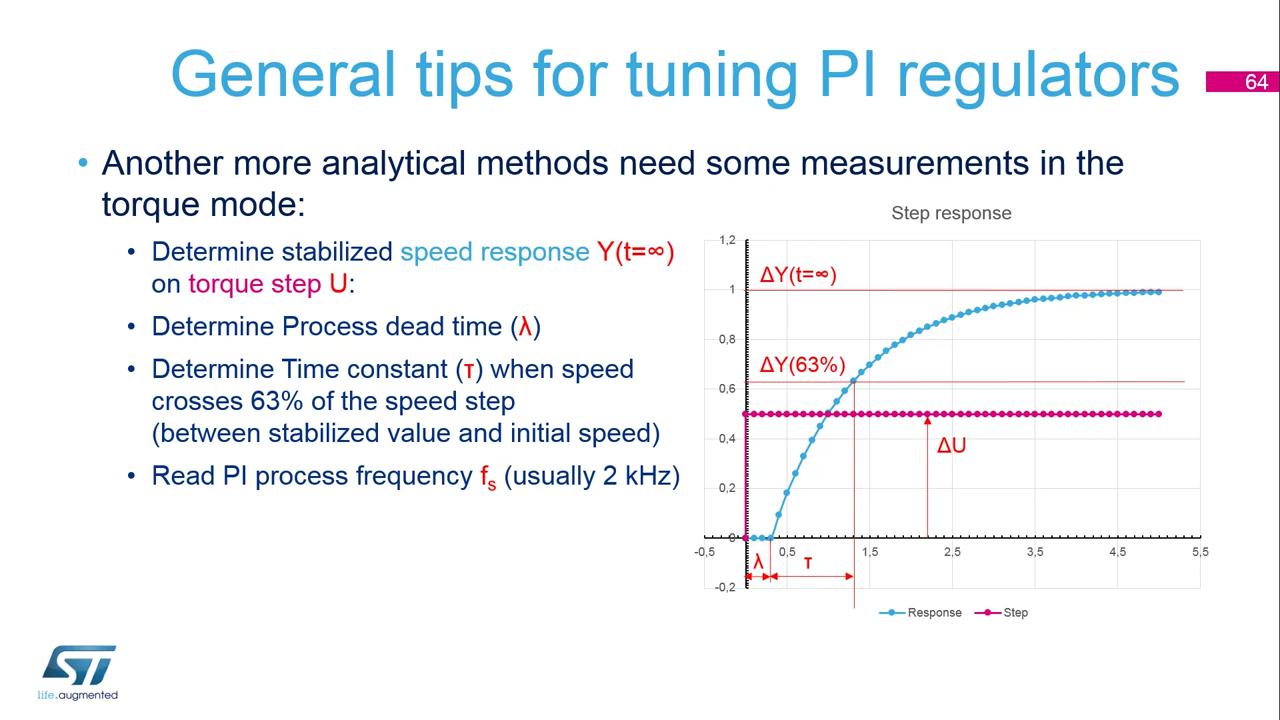 General tips for tuning PI regulators
64
• Another more analytical methods need some measurements in the
torque mode:
• Determine stabilized speed response Y(t=∞)
on torque step U:
• Determine Process dead time (λ)
• Determine Time constant (τ) when speed
crosses 63% of the speed step
(between stabilized value and initial speed)
• Read PI process frequency fs (usually 2 kHz)
Step response
1,2
ΔY(t=∞)
1
0,8
ΔY(63%)
0,6
0,4
ΔU
0,2
0
-0,5
0,5
1,5
2,5
3,5
4,5
5,5
λ
τ
-0,2
Response
Step
ST
life.augmented